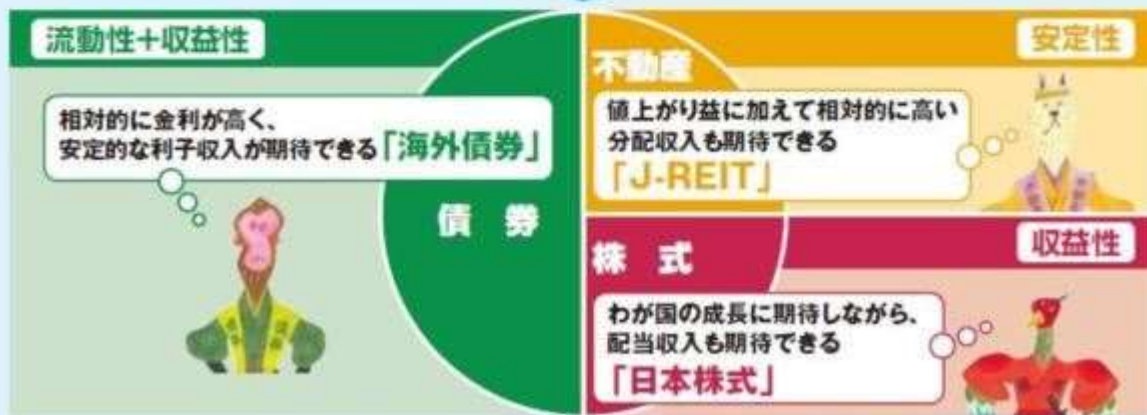 流動性+収益性
相対的に金利が高く、
安定的な利子収入が期待できる「海外債券」
債 券
不動産
安定性
値上がり益に加えて相対的に高い
分配収入も期待できる
「J-REIT」
株 式
収益性
わが国の成長に期待しながら、
配当収入も期待できる
「日本株式」